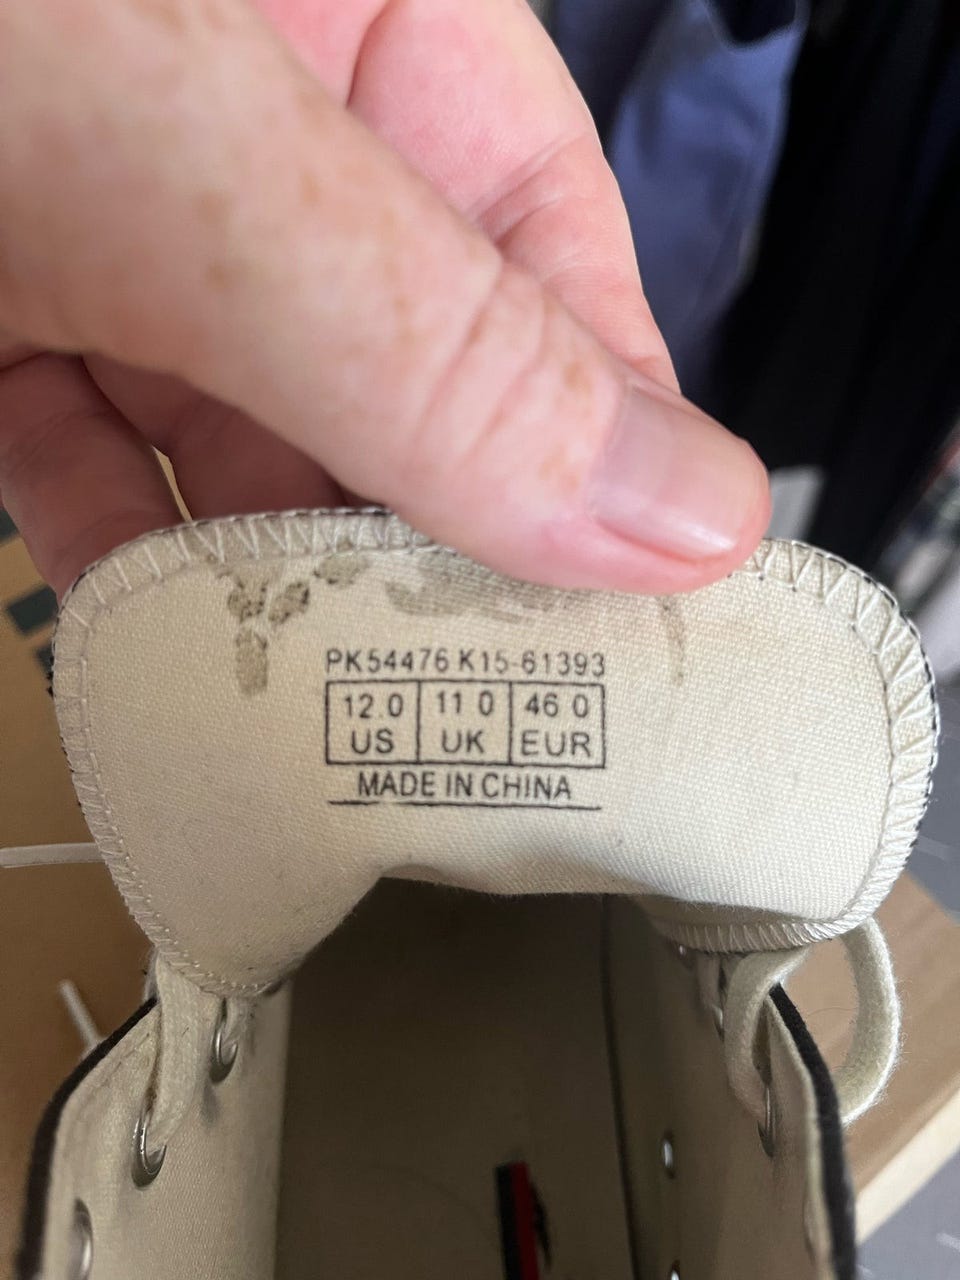 PK54476 K15-61393
12.0 11 0 46 0
US UK EUR
MADE IN CHINA